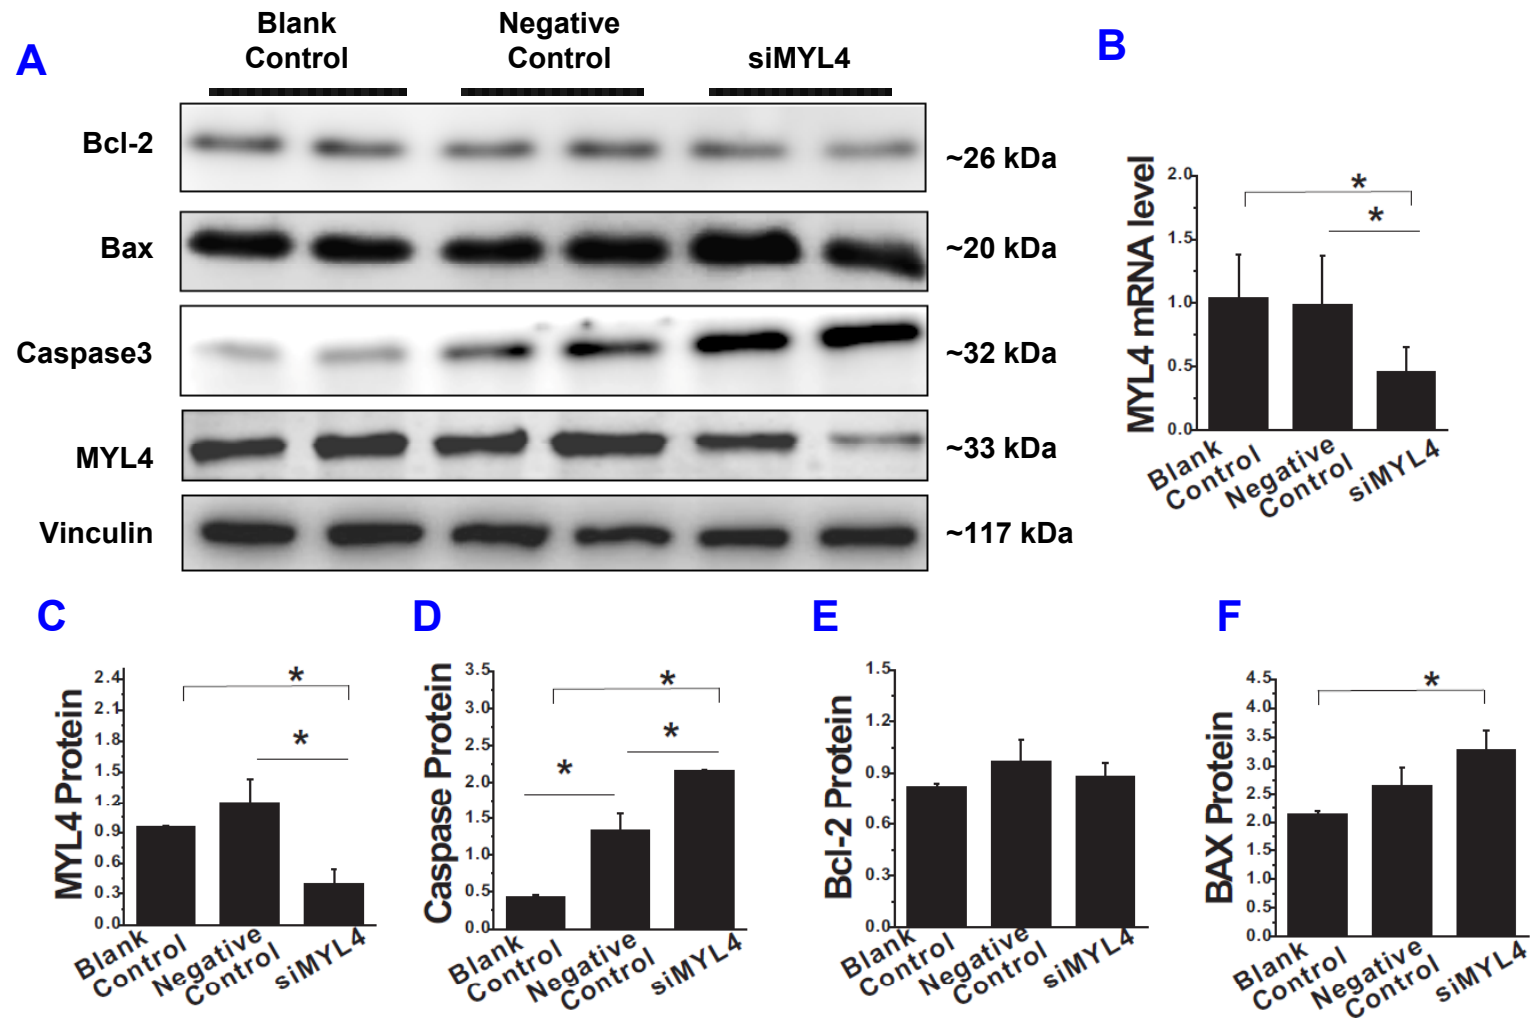 A
Blank
Control
Negative
Control
siMYL4
Bcl-2
~26 kDa
Bax
~20 kDa
Caspase3
~32 kDa
MYL4
~33 kDa
Vinculin
~117 kDa
B
MYL4 mRNA level
2.0
1.5
1.0
0.5
0.0
*
*
Blank
Control
Negative
Control
siMYL4
C
MYL4 Protein
2.4
2.1
1.8
1.5
1.2
0.9
0.6
0.3
0.0
*
*
Blank
Control
Negative
Control
siMYL4
D
Caspase Protein
3.5
3.0
2.5
2.0
1.5
1.0
0.5
0.0
*
*
*
Blank
Control
Negative
Control
siMYL4
E
Bcl-2 Protein
1.5
1.2
0.9
0.6
0.3
0.0
Blank
Control
Negative
Control
siMYL4
F
BAX Protein
4.5
4.0
3.5
3.0
2.5
2.0
1.5
1.0
0.5
0.0
*
Blank
Control
Negative
Control
siMYL4